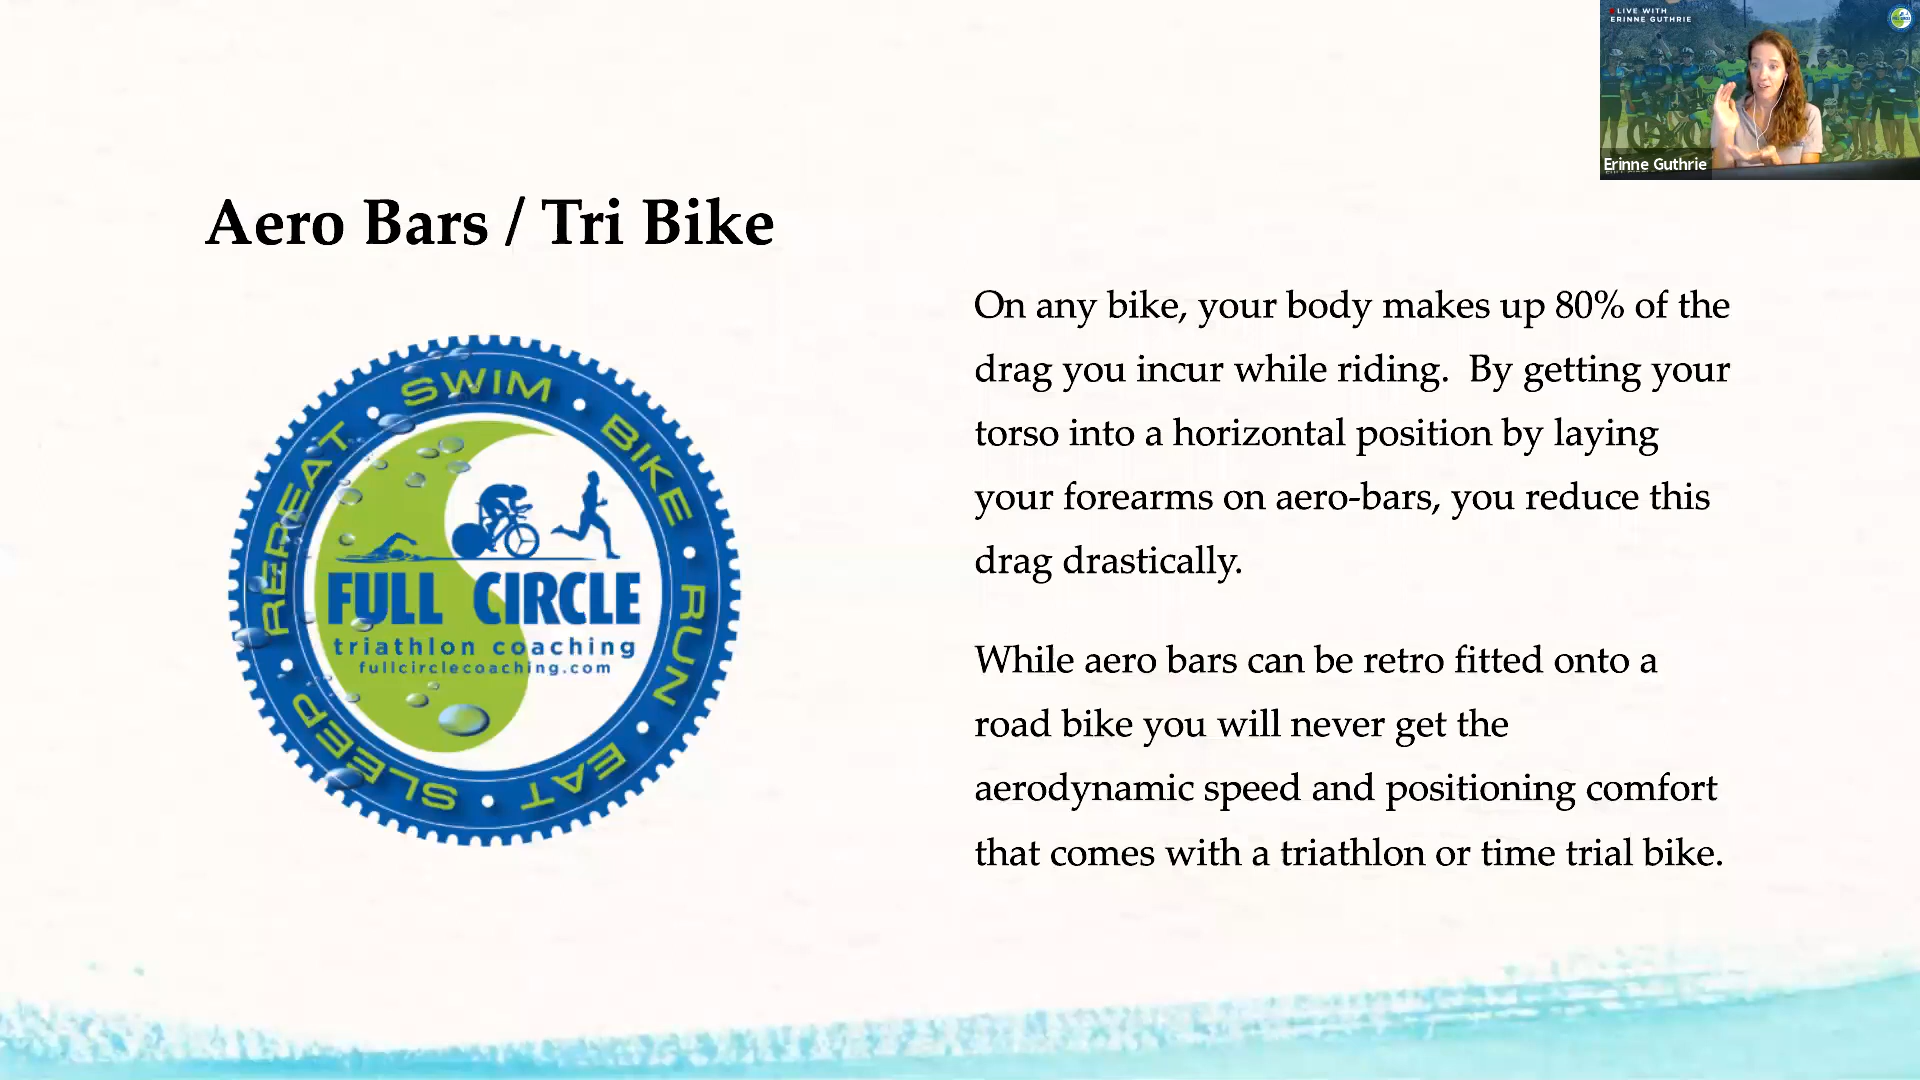 LIVE WITH
ERINNE GUTHRIE
Erinne Guthrie
Aero Bars / Tri Bike
On any bike, your body makes up 80% of the
drag you incur while riding.  By getting your
torso into a horizontal position by laying
your forearms on aero-bars, you reduce this
drag drastically.
While aero bars can be retro fitted onto a
road bike you will never get the
aerodynamic speed and positioning comfort
that comes with a triathlon or time trial bike.
SWIM • BIKE • RUN • EAT • SLEEP • REPEAT •
FULL CIRCLE
triathlon coaching
fullcirclecoaching.com